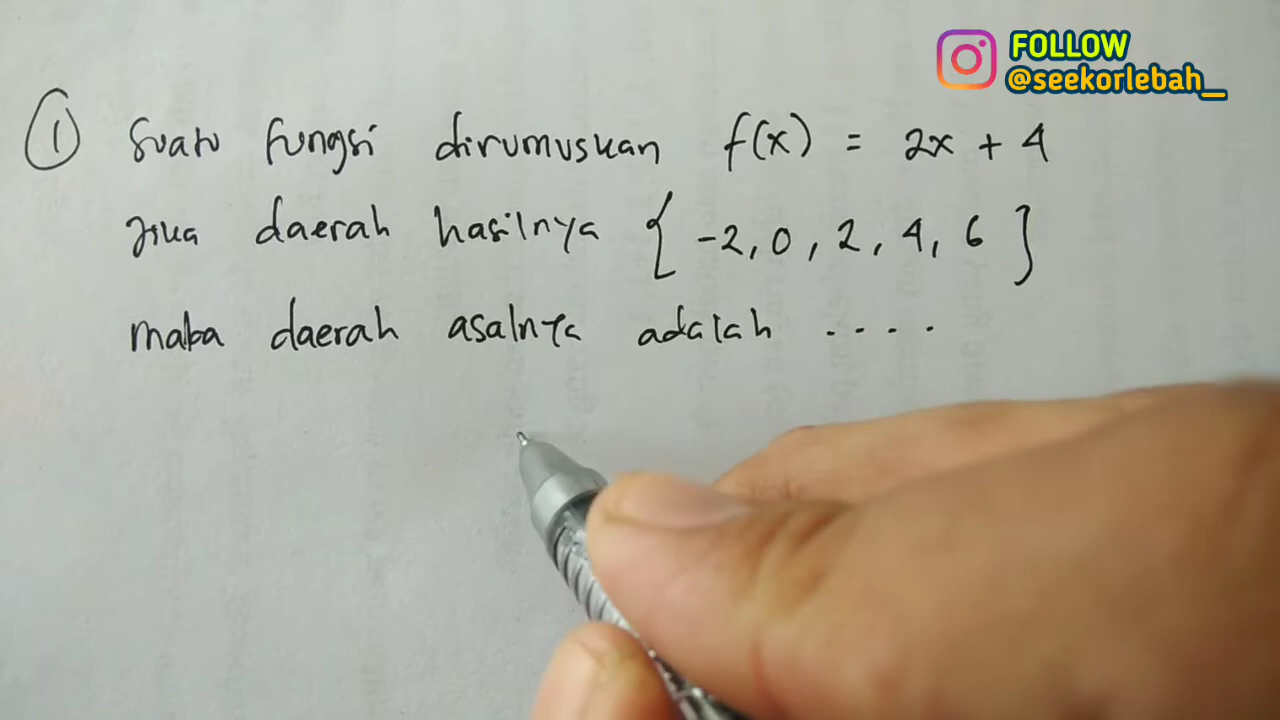 FOLLOW
@seekorlebah_
1 Suatu fungsi dirumuskan f(x) = 2x + 4
jika daerah hasilnya { -2, 0, 2, 4, 6 }
maka daerah asalnya adalah ....